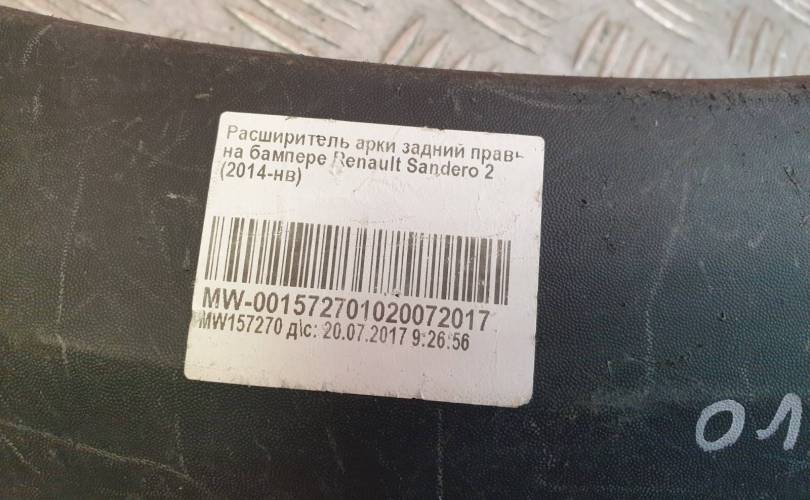 Расширитель арки задний прав
на бампере Renault Sandero 2
(2014-нв)
MW-001572701020072017
MW157270 д\с: 20.07.2017 9:26:56
01